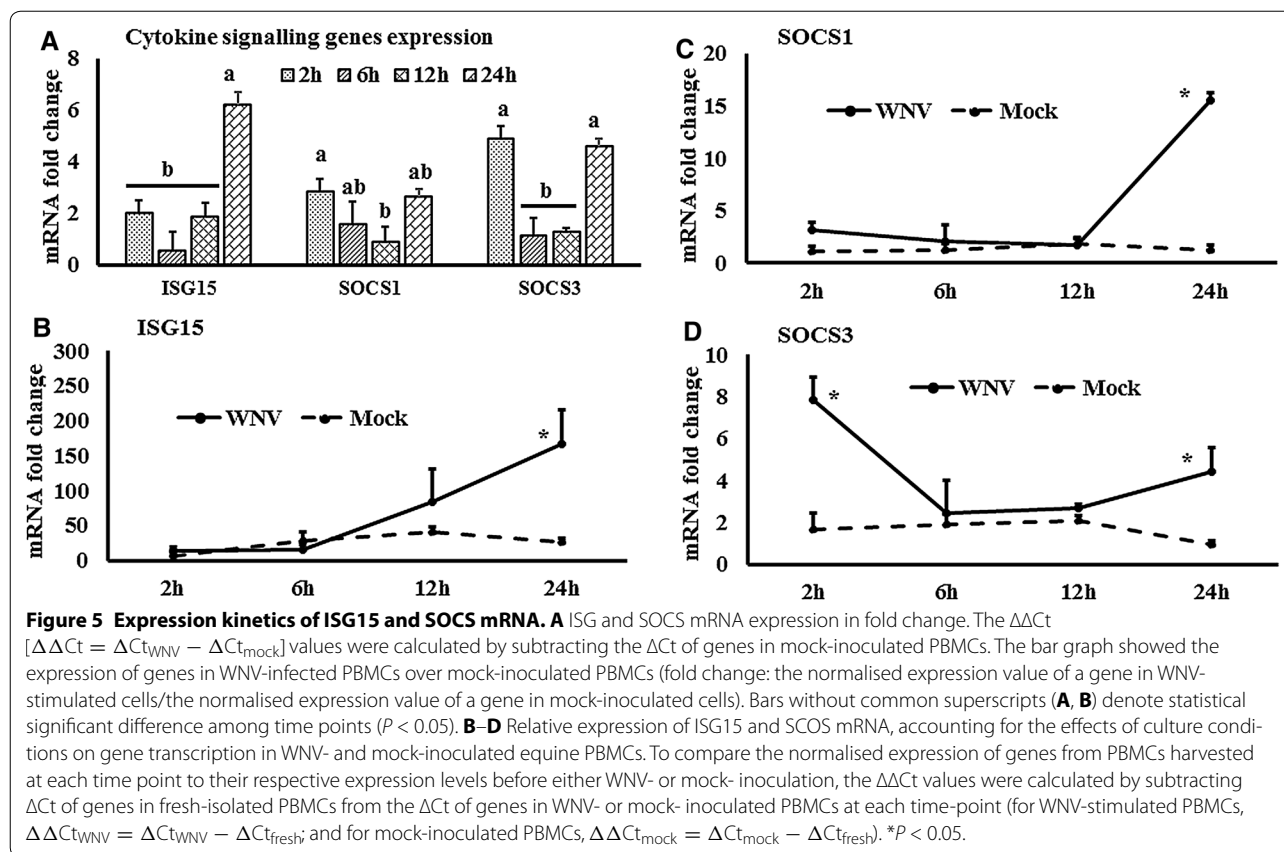 A
Cytokine signalling genes expression
2h 6h 12h 24h
mRNA fold change
8
6
4
2
0
b
a
a
ab
b
ab
a
b
a
ISG15 SOCS1 SOCS3
C
SOCS1
mRNA fold change
20
15
10
5
0
WNV Mock
*
2h 6h 12h 24h
B
ISG15
mRNA fold change
300
250
200
150
100
50
0
WNV Mock
*
2h 6h 12h 24h
D
SOCS3
mRNA fold change
10
8
6
4
2
0
WNV Mock
*
*
2h 6h 12h 24h
Figure 5 Expression kinetics of ISG15 and SOCS mRNA. A ISG and SOCS mRNA expression in fold change. The ΔΔCt
[ΔΔCt = ΔCtWNV − ΔCtmock] values were calculated by subtracting the ΔCt of genes in mock-inoculated PBMCs. The bar graph showed the
expression of genes in WNV-infected PBMCs over mock-inoculated PBMCs (fold change: the normalised expression value of a gene in WNV-
stimulated cells/the normalised expression value of a gene in mock-inoculated cells). Bars without common superscripts (A, B) denote statistical
significant difference among time points (P < 0.05). B–D Relative expression of ISG15 and SCOS mRNA, accounting for the effects of culture condi-
tions on gene transcription in WNV- and mock-inoculated equine PBMCs. To compare the normalised expression of genes from PBMCs harvested
at each time point to their respective expression levels before either WNV- or mock- inoculation, the ΔΔCt values were calculated by subtracting
ΔCt of genes in fresh-isolated PBMCs from the ΔCt of genes in WNV- or mock- inoculated PBMCs at each time-point (for WNV-stimulated PBMCs,
ΔΔCtWNV = ΔCtWNV − ΔCtfresh; and for mock-inoculated PBMCs, ΔΔCtmock = ΔCtmock − ΔCtfresh). *P < 0.05.